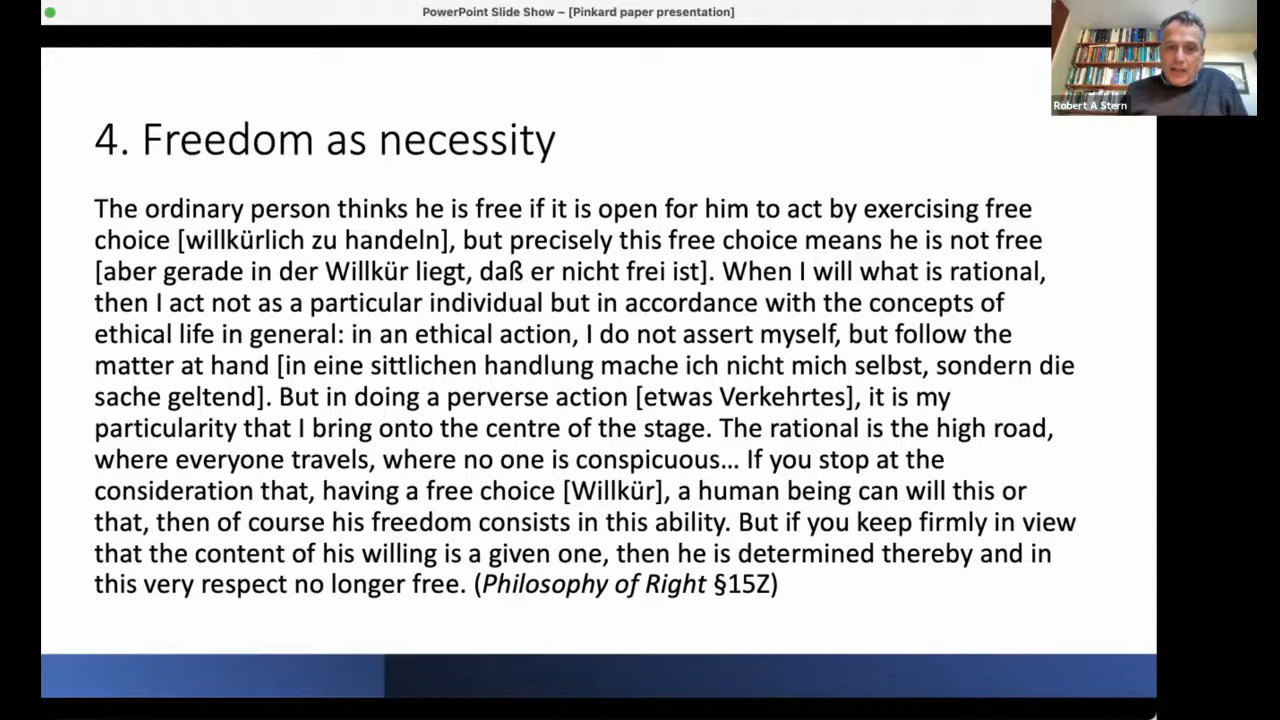 PowerPoint Slide Show – [Pinkard paper presentation]
Robert A Stern
4. Freedom as necessity
The ordinary person thinks he is free if it is open for him to act by exercising free
choice [willkürlich zu handeln], but precisely this free choice means he is not free
[aber gerade in der Willkür liegt, daß er nicht frei ist]. When I will what is rational,
then I act not as a particular individual but in accordance with the concepts of
ethical life in general: in an ethical action, I do not assert myself, but follow the
matter at hand [in eine sittlichen handlung mache ich nicht mich selbst, sondern die
sache geltend]. But in doing a perverse action [etwas Verkehrtes], it is my
particularity that I bring onto the centre of the stage. The rational is the high road,
where everyone travels, where no one is conspicuous… If you stop at the
consideration that, having a free choice [Willkür], a human being can will this or
that, then of course his freedom consists in this ability. But if you keep firmly in view
that the content of his willing is a given one, then he is determined thereby and in
this very respect no longer free. (Philosophy of Right §15Z)